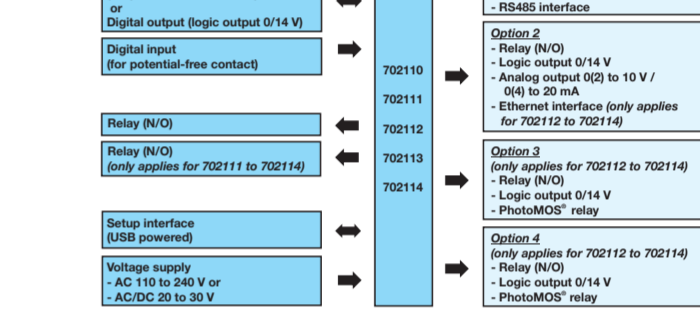 or
Digital output (logic output 0/14 V)
Digital input
(for potential-free contact)
Relay (N/O)
Relay (N/O)
(only applies for 702111 to 702114)
Setup interface
(USB powered)
Voltage supply
- AC 110 to 240 V or
- AC/DC 20 to 30 V
702110
702111
702112
702113
702114
- RS485 interface
Option 2
- Relay (N/O)
- Logic output 0/14 V
- Analog output 0(2) to 10 V /
0(4) to 20 mA
- Ethernet interface (only applies
for 702112 to 702114)
Option 3
(only applies for 702112 to 702114)
- Relay (N/O)
- Logic output 0/14 V
- PhotoMOS® relay
Option 4
(only applies for 702112 to 702114)
- Relay (N/O)
- Logic output 0/14 V
- PhotoMOS® relay